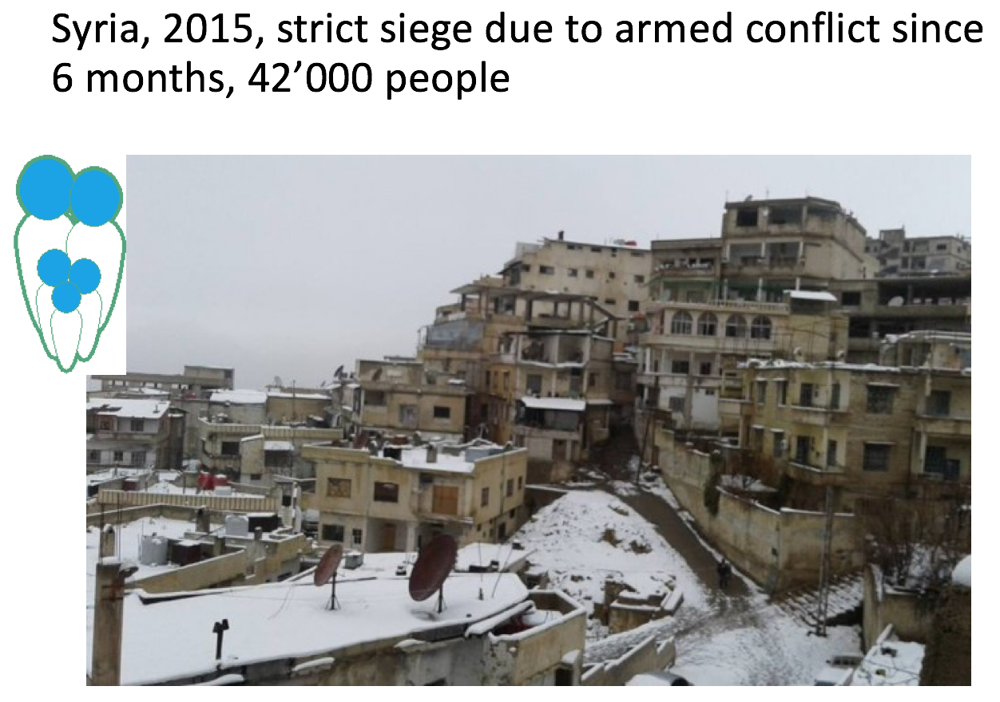 Syria, 2015, strict siege due to armed conflict since
6 months, 42’000 people